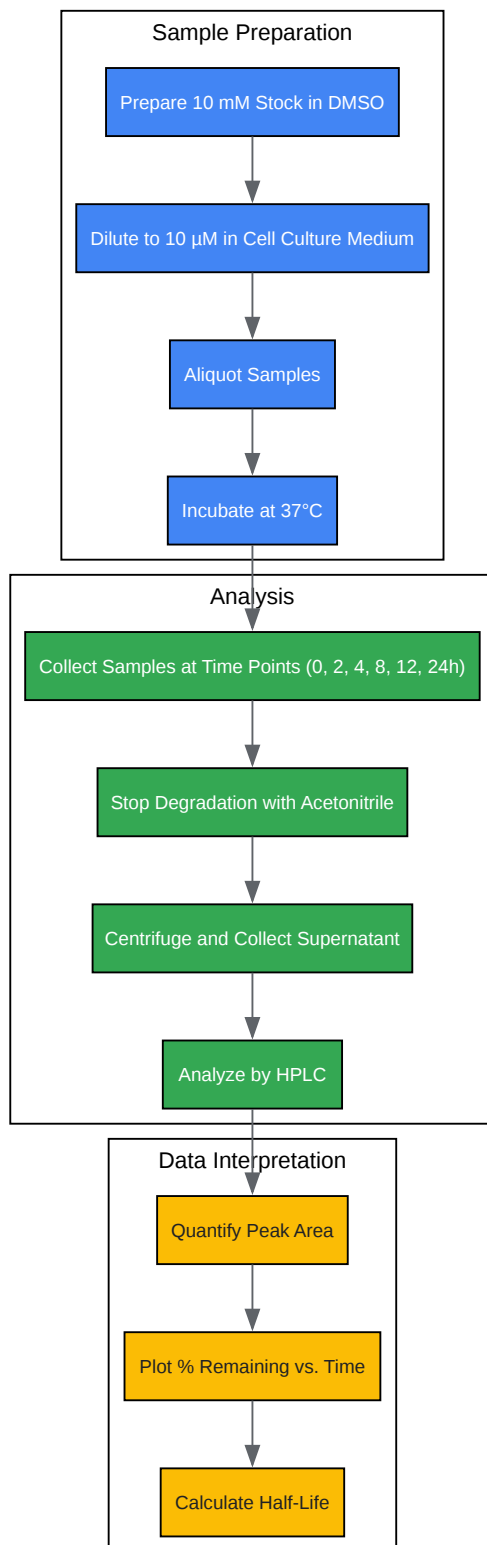 Sample Preparation
Prepare 10 mM Stock in DMSO
Dilute to 10 µM in Cell Culture Medium
Aliquot Samples
Incubate at 37°C
Analysis
Collect Samples at Time Points (0, 2, 4, 8, 12, 24h)
Stop Degradation with Acetonitrile
Centrifuge and Collect Supernatant
Analyze by HPLC
Data Interpretation
Quantify Peak Area
Plot % Remaining vs. Time
Calculate Half-Life